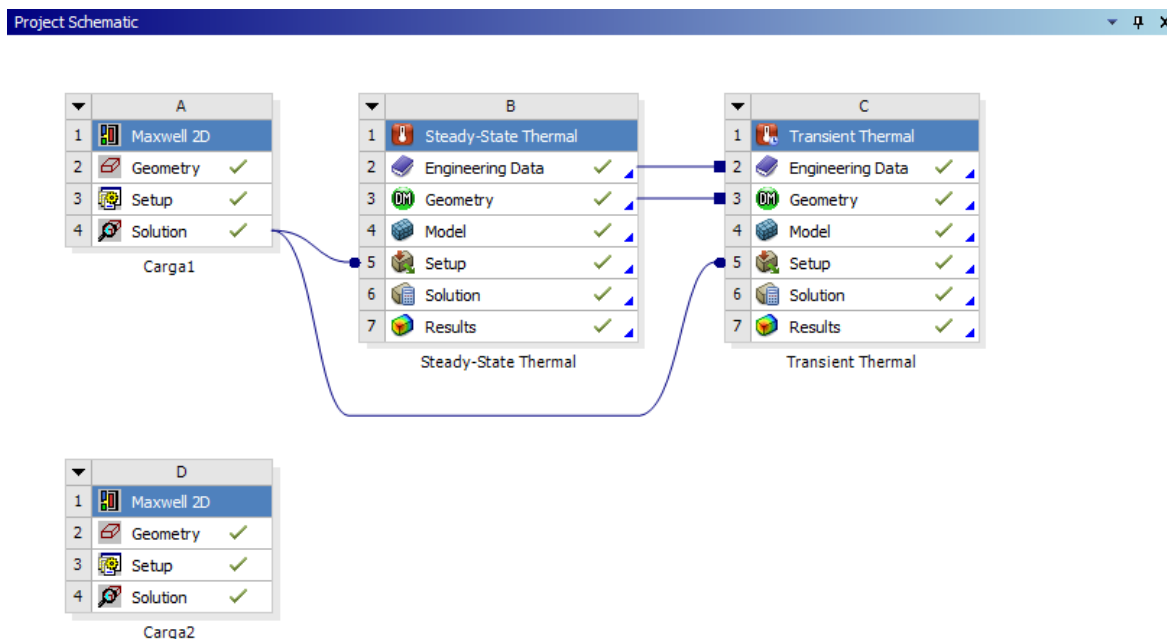 Project Schematic
A
1 Maxwell 2D
2 Geometry
3 Setup
4 Solution
Carga1
B
1 Steady-State Thermal
2 Engineering Data
3 DM Geometry
4 Model
5 Setup
6 Solution
7 Results
Steady-State Thermal
C
1 Transient Thermal
2 Engineering Data
3 DM Geometry
4 Model
5 Setup
6 Solution
7 Results
Transient Thermal
D
1 Maxwell 2D
2 Geometry
3 Setup
4 Solution
Carga2